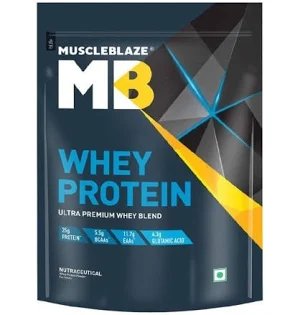 MUSCLEBLAZE®
MB
WHEY
PROTEIN
ULTRA PREMIUM WHEY BLEND
25g 5.5g 11.7g 4.3g
PROTEIN BCAAs EAAs GLUTAMIC ACID
NUTRACEUTICAL